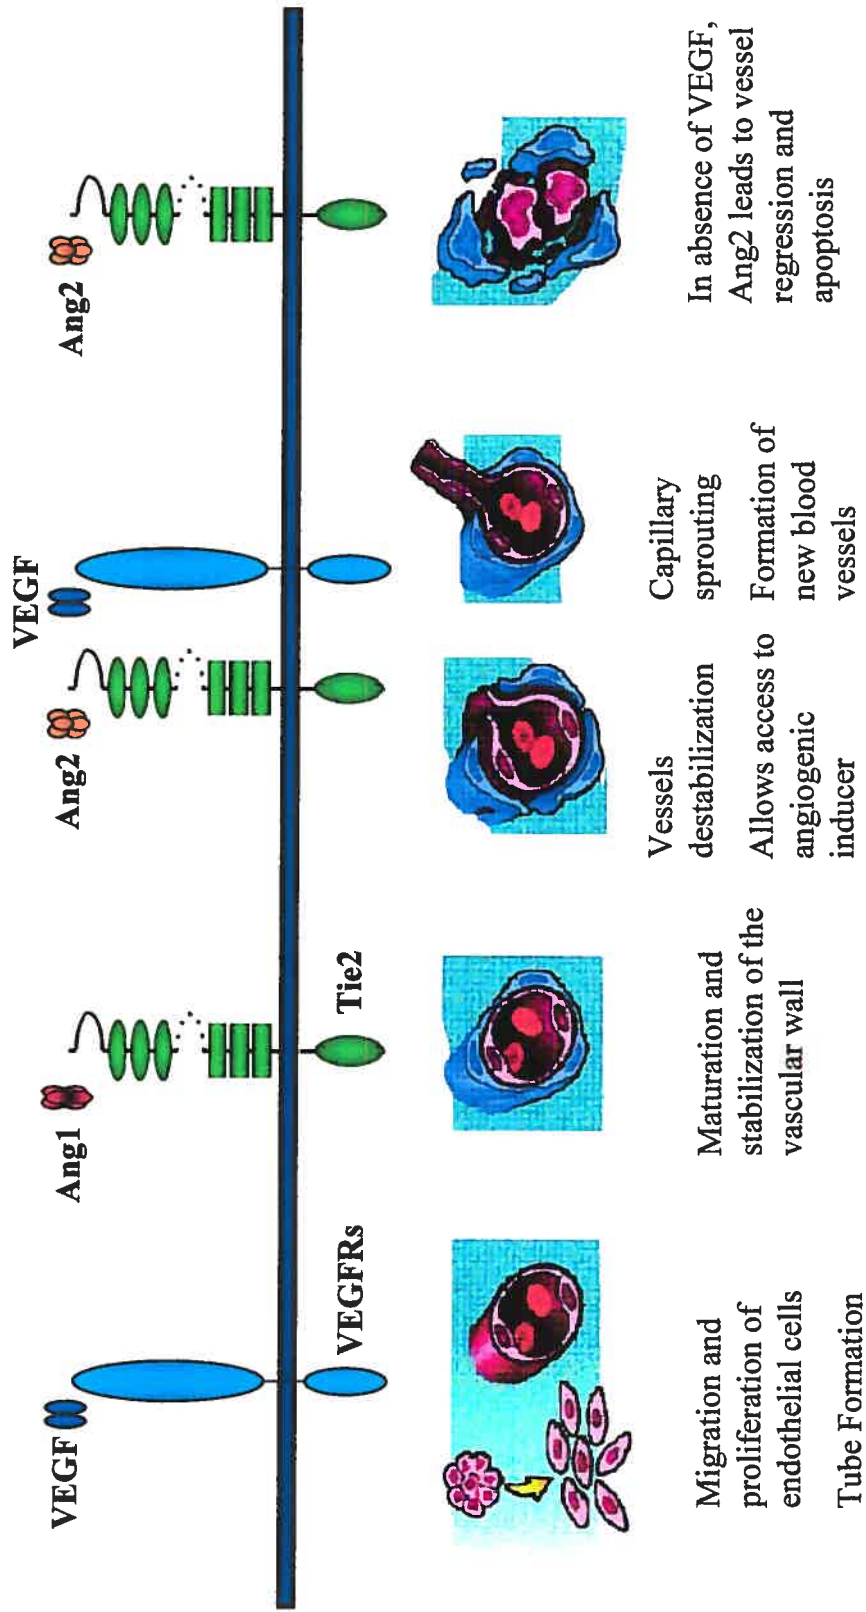 VEGF
VEGFRs
Ang1
Tie2
Ang2
VEGF
Ang2
Migration and
proliferation of
endothelial cells
Tube Formation
Maturation and
stabilization of the
vascular wall
Vessels
destabilization
Allows access to
angiogenic
inducer
Capillary
sprouting
Formation of
new blood
vessels
In absence of VEGF,
Ang2 leads to vessel
regression and
apoptosis